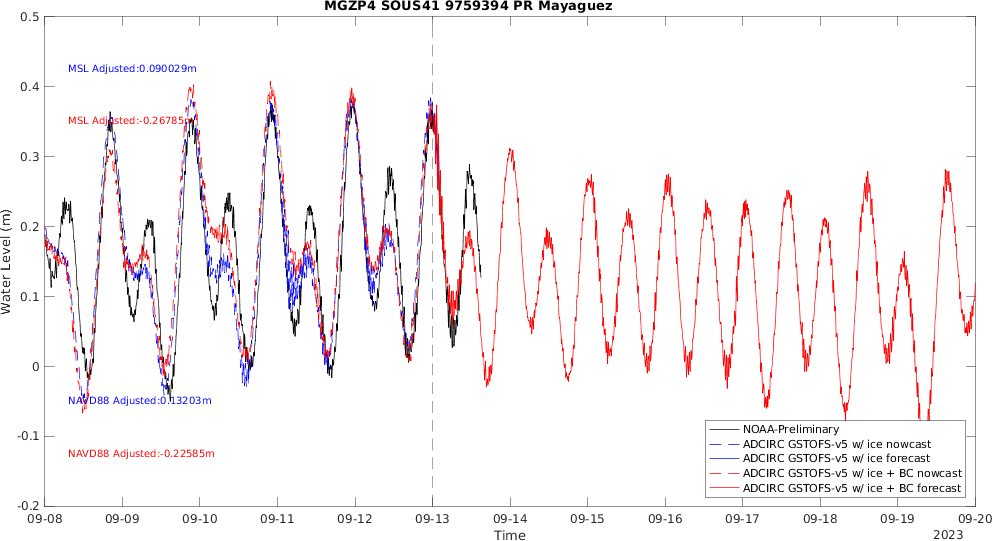 MGZP4 SOUS41 9759394 PR Mayaguez
0.5
0.4
0.3
0.2
0.1
0
-0.1
-0.2
Water Level (m)
MSL Adjusted:0.090029m
MSL Adjusted:-0.26785m
NAVD88 Adjusted:0.13203m
NAVD88 Adjusted:-0.22585m
NOAA-Preliminary
ADCIRC GSTOFS-v5 w/ ice nowcast
ADCIRC GSTOFS-v5 w/ ice forecast
ADCIRC GSTOFS-v5 w/ ice + BC nowcast
ADCIRC GSTOFS-v5 w/ ice + BC forecast
09-08 09-09 09-10 09-11 09-12 09-13 09-14 09-15 09-16 09-17 09-18 09-19 09-20
Time
2023